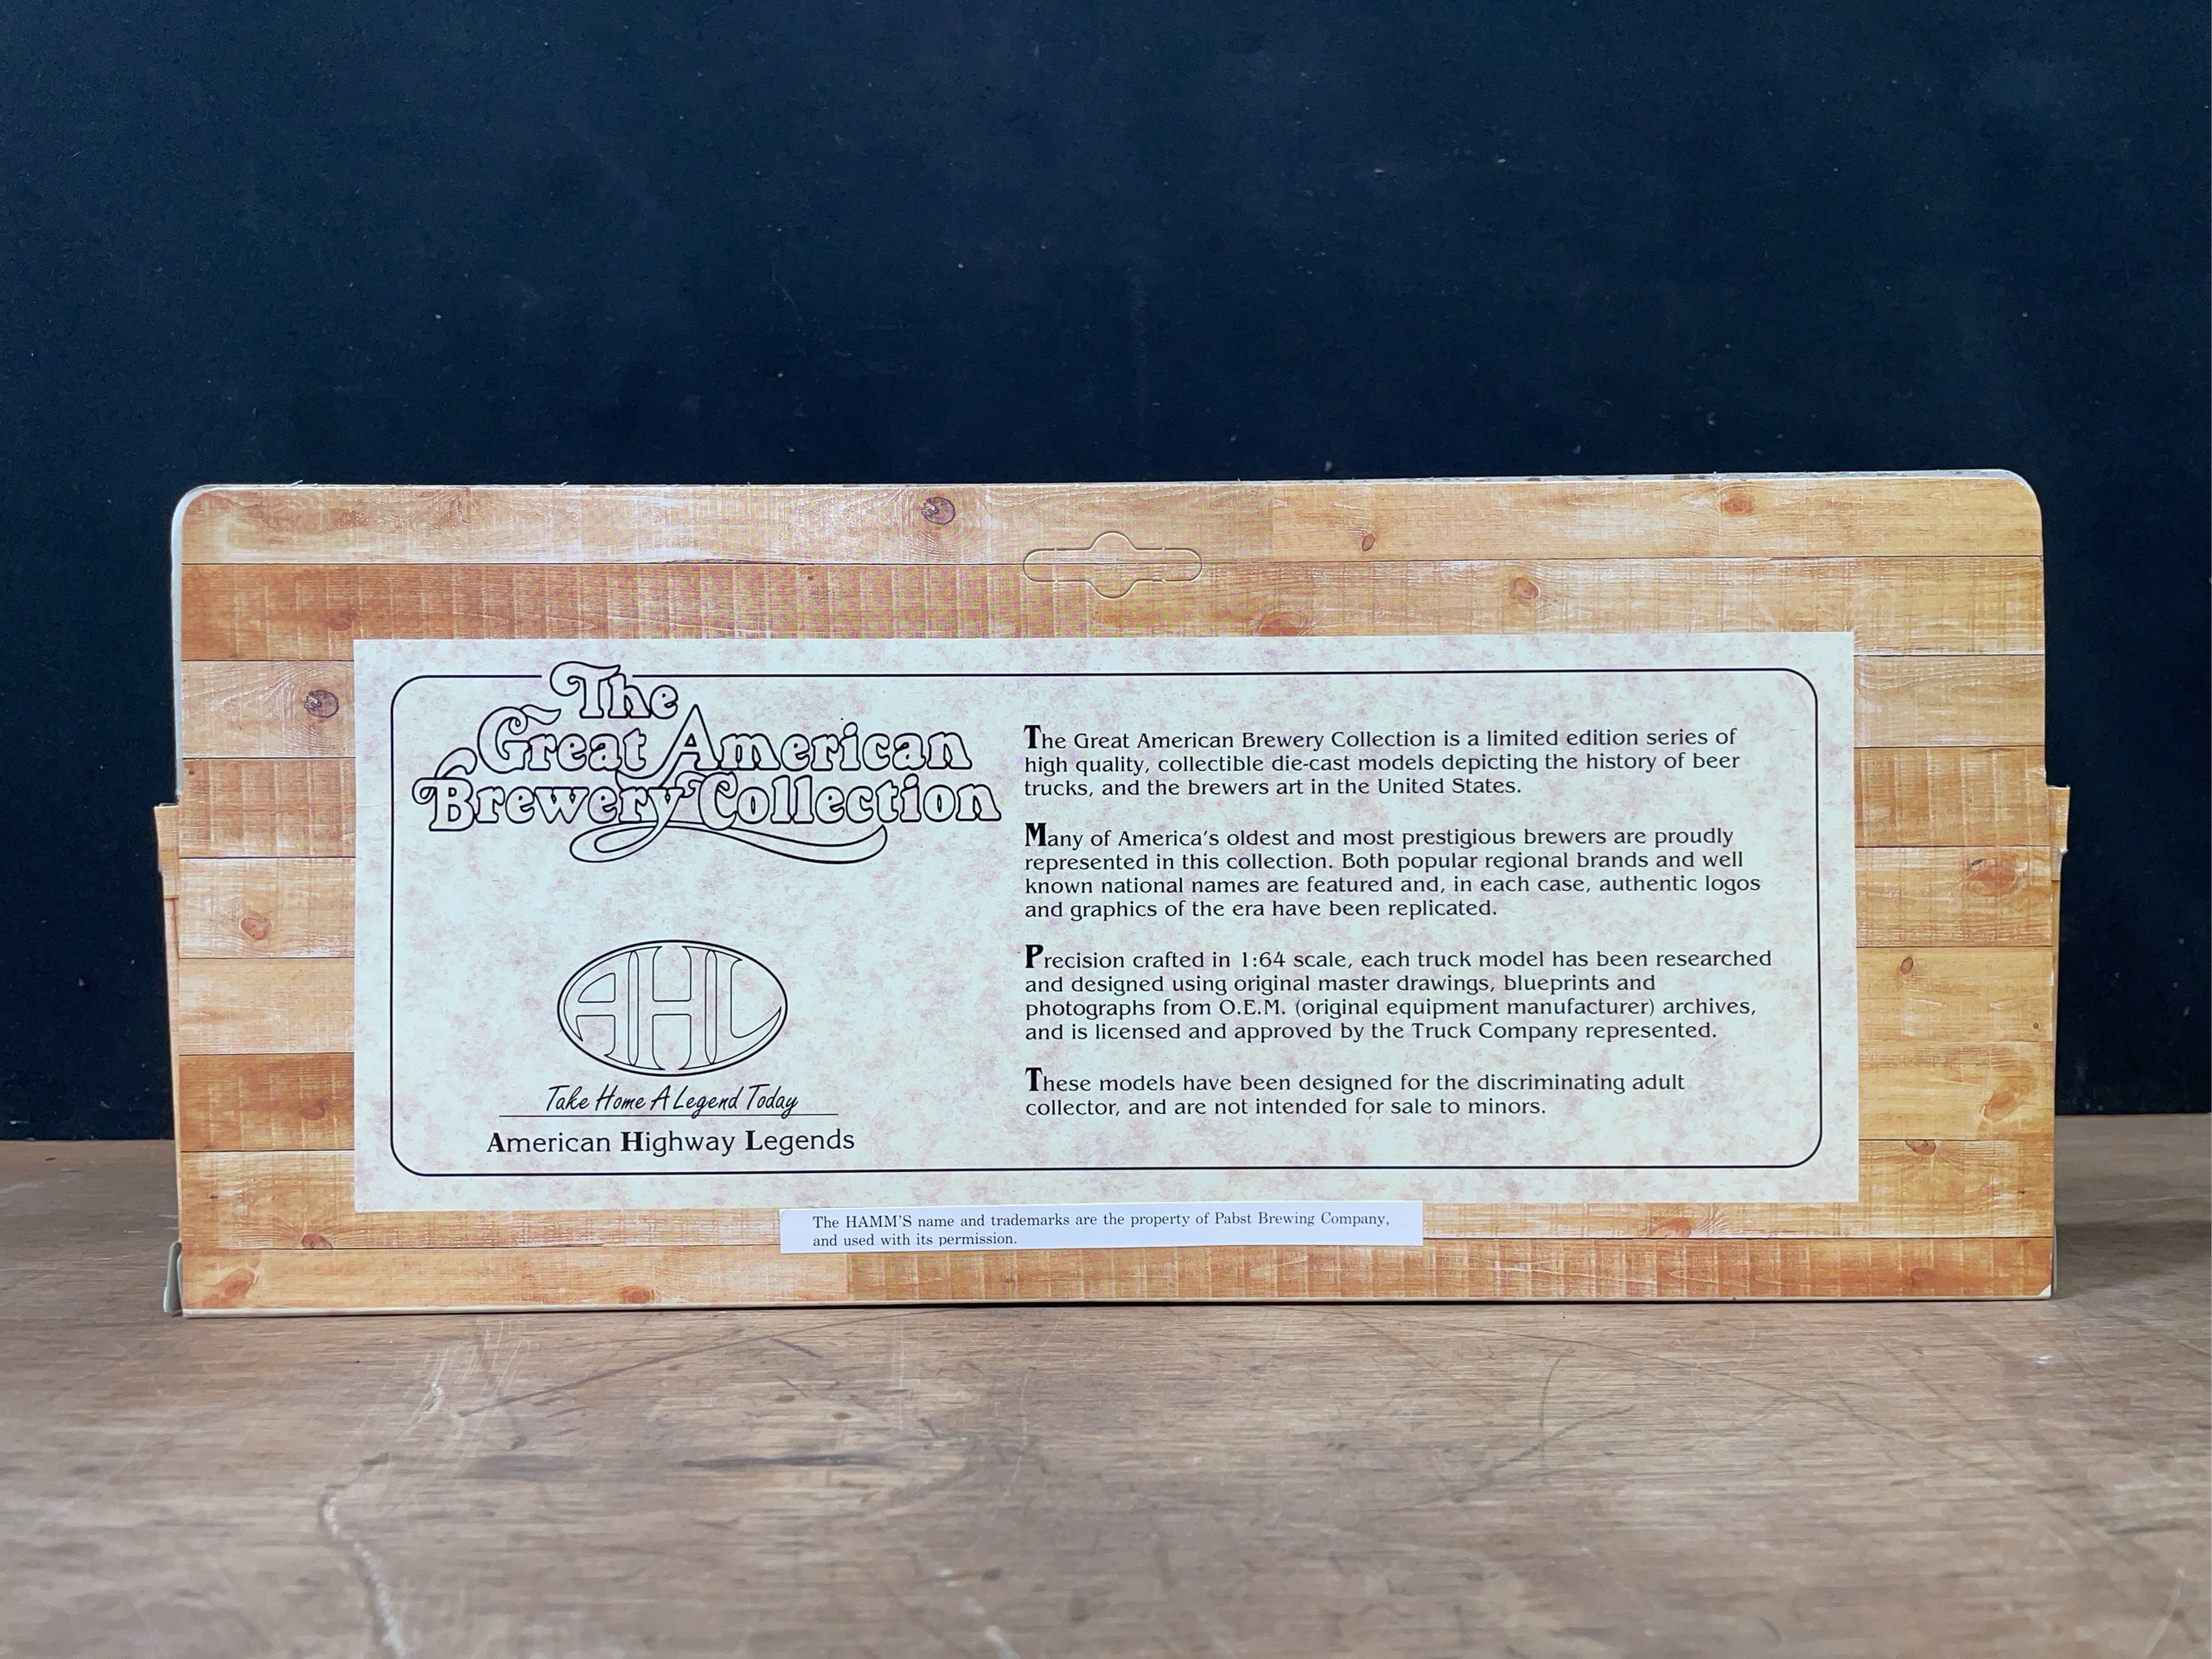 The
Great American
Brewery Collection
AHL
Take Home A Legend Today
American Highway Legends
The Great American Brewery Collection is a limited edition series of
high quality, collectible die-cast models depicting the history of beer
trucks, and the brewers art in the United States.
Many of America's oldest and most prestigious brewers are proudly
represented in this collection. Both popular regional brands and well
known national names are featured and, in each case, authentic logos
and graphics of the era have been replicated.
Precision crafted in 1:64 scale, each truck model has been researched
and designed using original master drawings, blueprints and
photographs from O.E.M. (original equipment manufacturer) archives,
and is licensed and approved by the Truck Company represented.
These models have been designed for the discriminating adult
collector, and are not intended for sale to minors.
The HAMM'S name and trademarks are the property of Pabst Brewing Company,
and used with its permission.